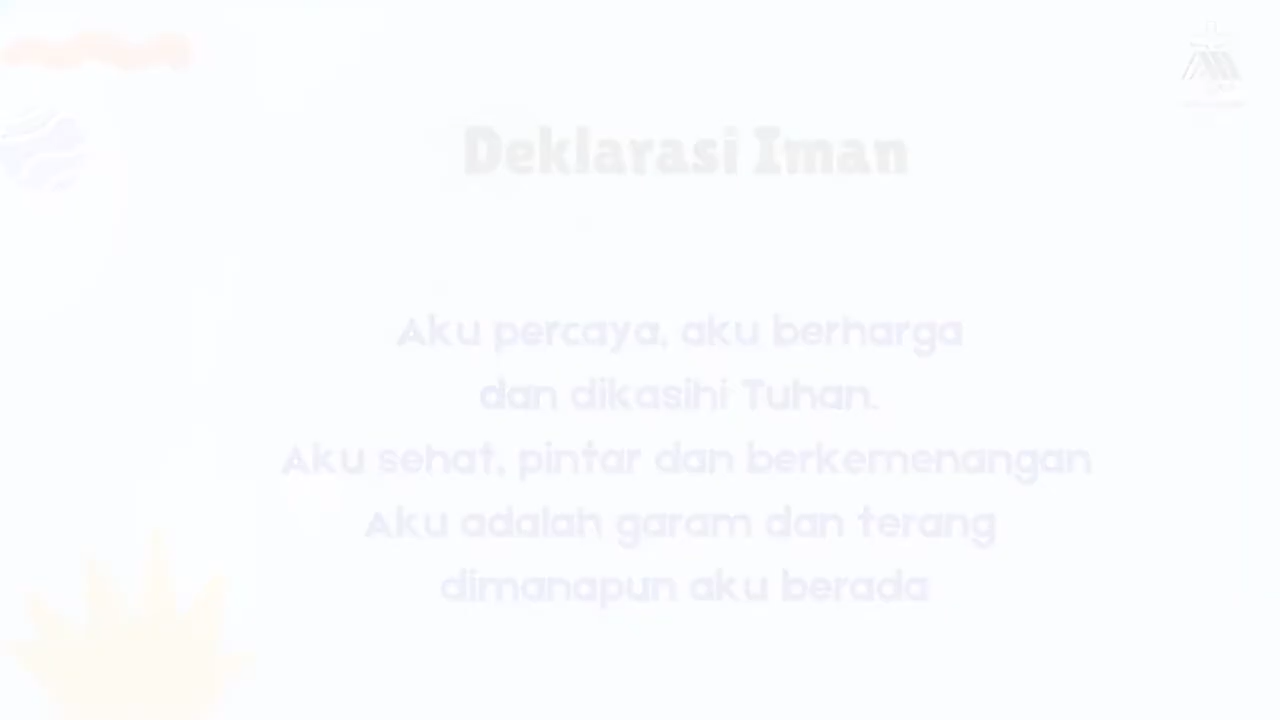 Deklarasi Iman
Aku percaya, aku berharga
dan dikasihi Tuhan.
Aku sehat, pintar dan berkemenangan
Aku adalah garam dan terang
dimanapun aku berada